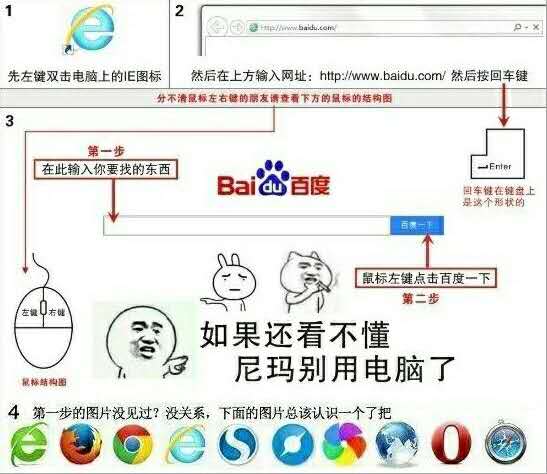 1
先左键双击电脑上的IE图标
2
http://www.baidu.com/
然后在上方输入网址：http://www.baidu.com/ 然后按回车键
分不清鼠标左右键的朋友请查看下方的鼠标的结构图
3
第一步
在此输入你要找的东西
Bai du 百度
百度一下
Enter
回车键在键盘上
是这个形状的
鼠标左键点击百度一下
第二步
左键 右键
鼠标结构图
如果还看不懂
尼玛别用电脑了
4 第一步的图片没见过？没关系，下面的图片总该认识一个了把